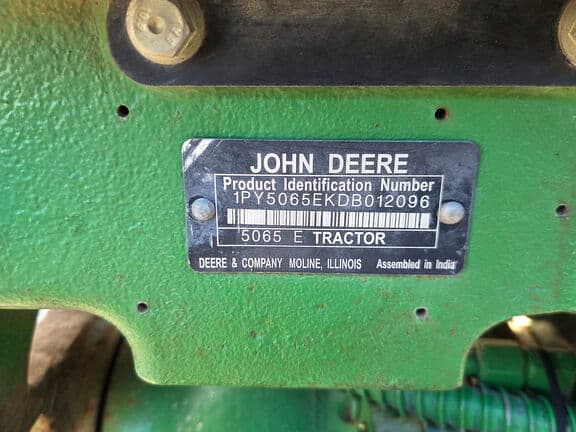 JOHN DEERE
Product Identification Number
1PY5065EKDB012096
5065 E TRACTOR
DEERE & COMPANY MOLINE, ILLINOIS Assembled in India